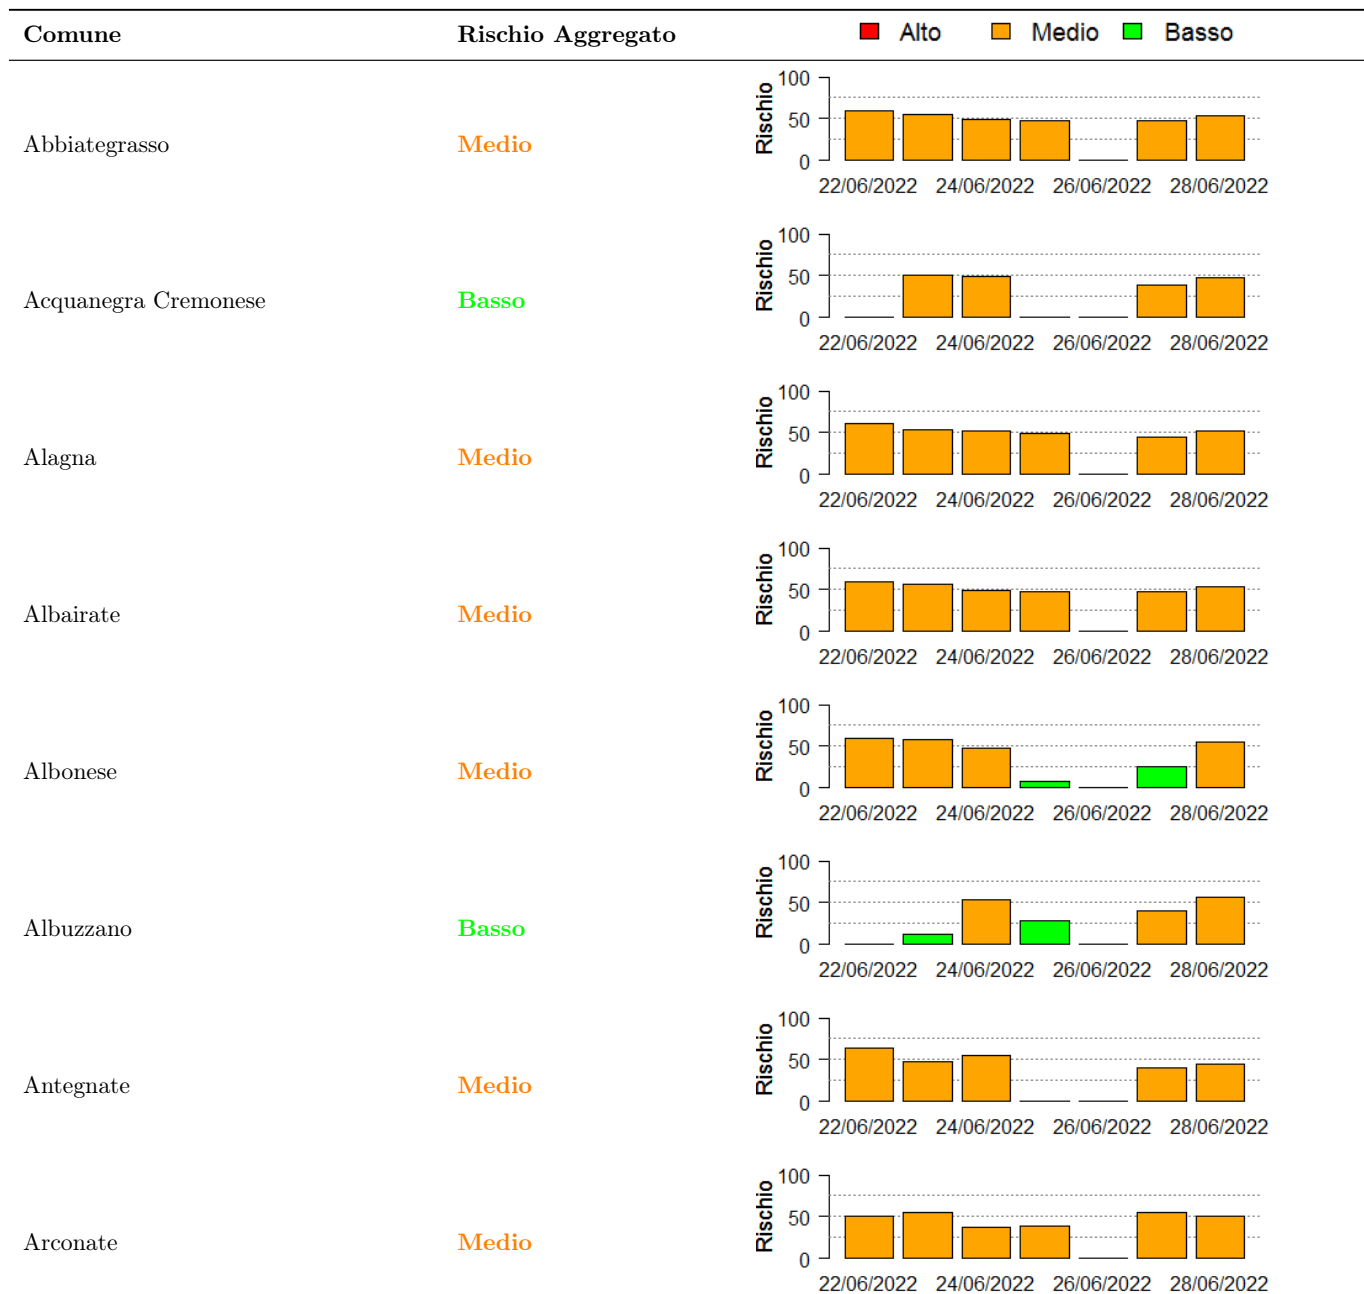 Comune Rischio Aggregato Alto Medio Basso
Abbiategrasso Medio Rischio 100 50 0
22/06/2022 24/06/2022 26/06/2022 28/06/2022
Acquanegra Cremonese Basso Rischio 100 50 0
22/06/2022 24/06/2022 26/06/2022 28/06/2022
Alagna Medio Rischio 100 50 0
22/06/2022 24/06/2022 26/06/2022 28/06/2022
Albairate Medio Rischio 100 50 0
22/06/2022 24/06/2022 26/06/2022 28/06/2022
Albonese Medio Rischio 100 50 0
22/06/2022 24/06/2022 26/06/2022 28/06/2022
Albuzzano Basso Rischio 100 50 0
22/06/2022 24/06/2022 26/06/2022 28/06/2022
Antegnate Medio Rischio 100 50 0
22/06/2022 24/06/2022 26/06/2022 28/06/2022
Arconate Medio Rischio 100 50 0
22/06/2022 24/06/2022 26/06/2022 28/06/2022